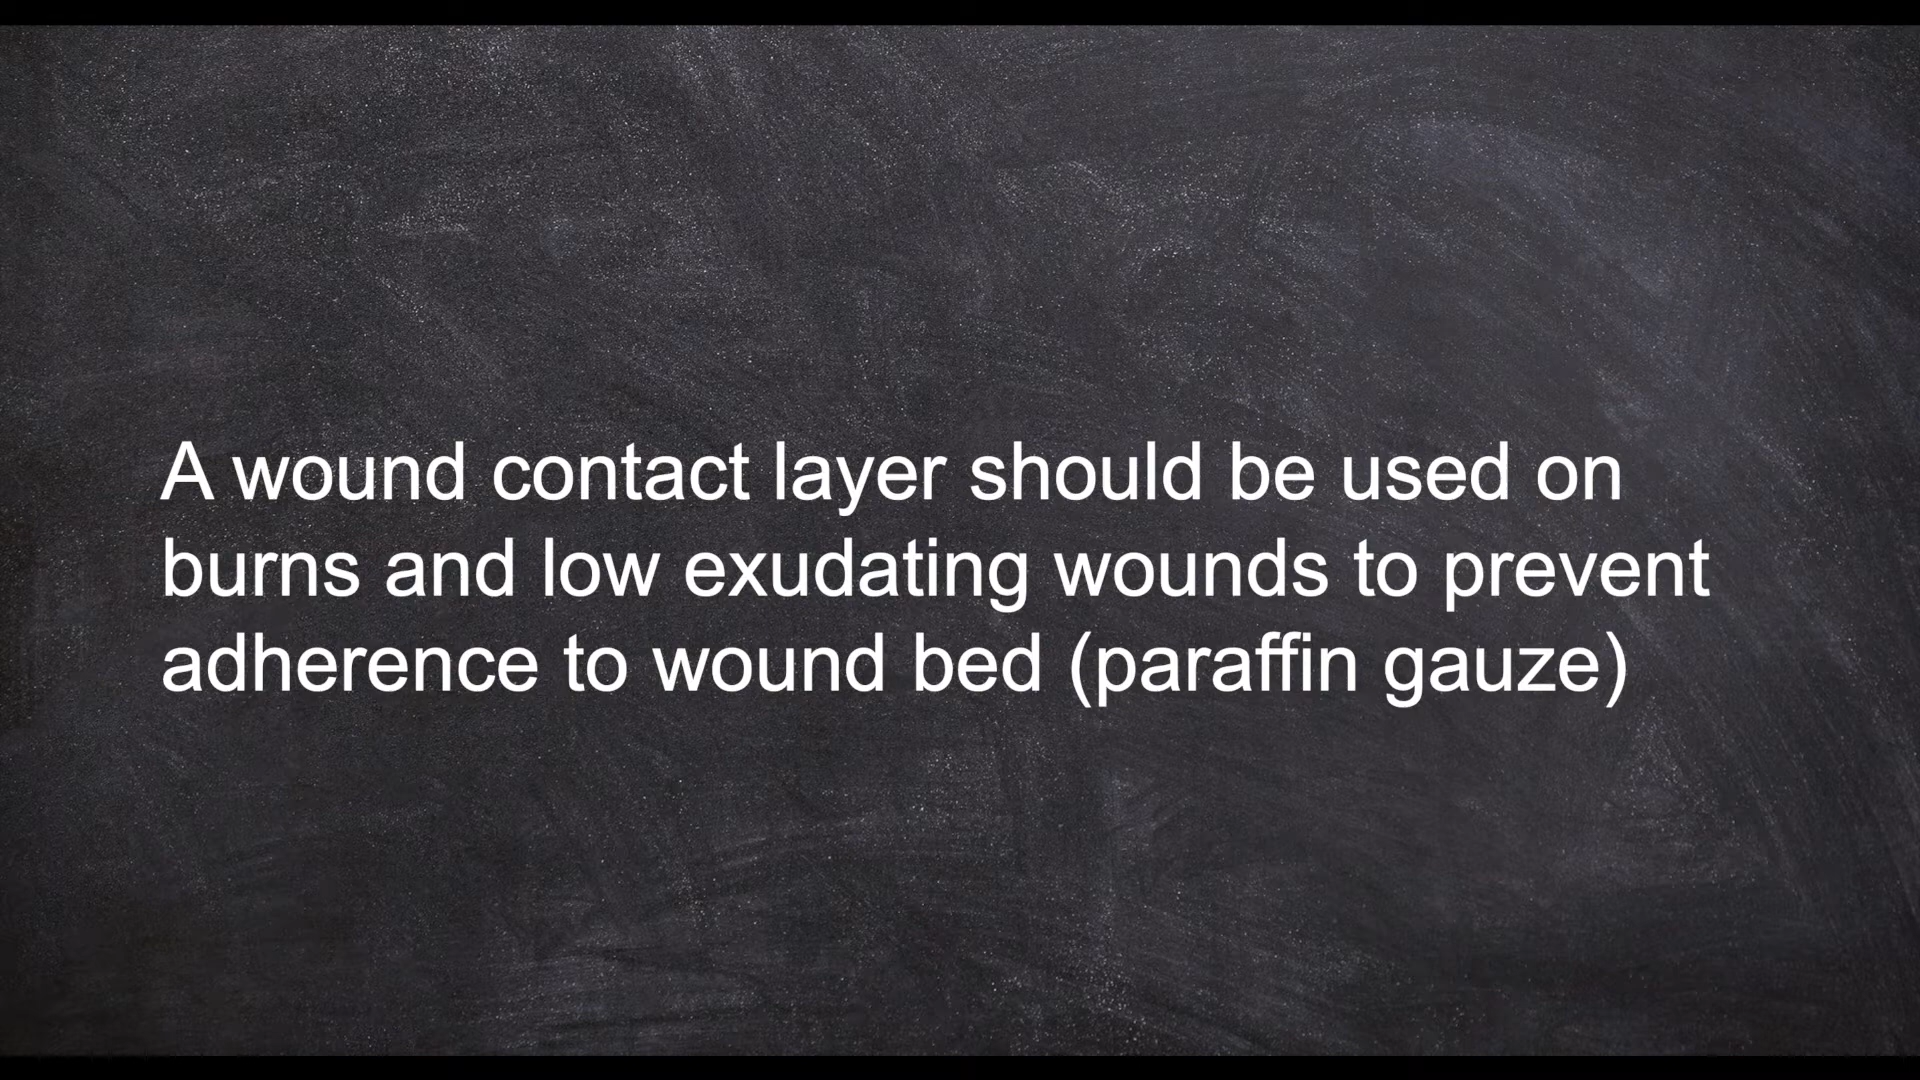 A wound contact layer should be used on
burns and low exudating wounds to prevent
adherence to wound bed (paraffin gauze)